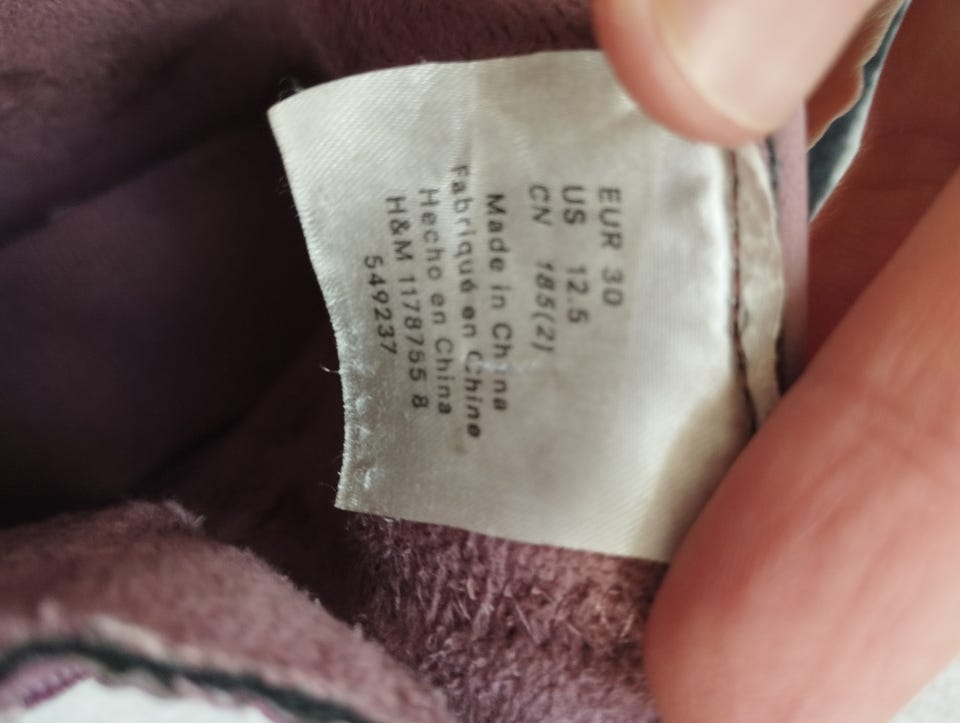 EUR 30
US 12.5
CN 185(2)
Made in China
Fabriqué en Chine
Hecho en China
H&M 1178755 8
549237